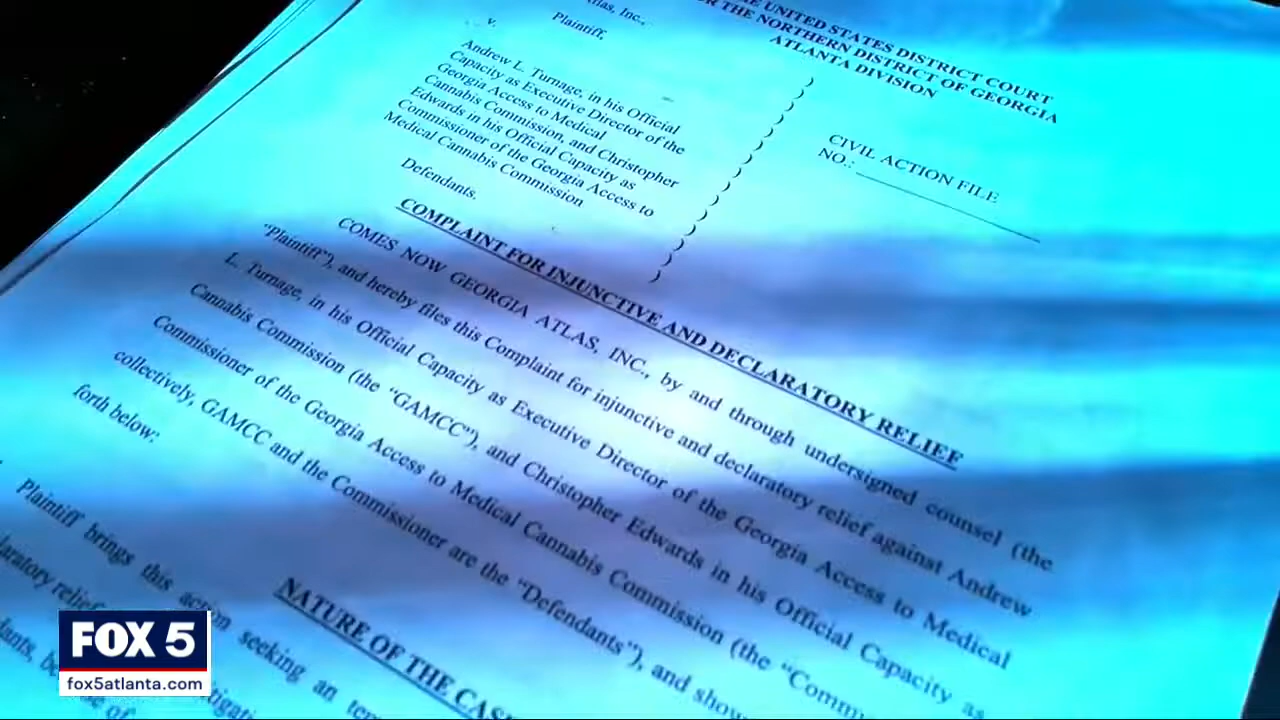 UNITED STATES DISTRICT COURT
THE NORTHERN DISTRICT OF GEORGIA
ATLANTA DIVISION
Inc.,
Plaintiff,
v.
Andrew L. Turnage, in his Official
Capacity as Executive Director of the
Georgia Access to Medical
Cannabis Commission, and Christopher
Edwards in his Official Capacity as
Commissioner of the Georgia Access to
Medical Cannabis Commission
Defendants.
CIVIL ACTION FILE
NO.:
COMPLAINT FOR INJUNCTIVE AND DECLARATORY RELIEF
COMES NOW GEORGIA ATLAS, INC., by and through undersigned counsel (the
"Plaintiff"), and hereby files this Complaint for injunctive and declaratory relief against Andrew
L. Turnage, in his Official Capacity as Executive Director of the Georgia Access to Medical
Cannabis Commission (the "GAMCC"), and Christopher Edwards in his Official Capacity as
Commissioner of the Georgia Access to Medical Cannabis Commission (the
collectively, GAMCC and the Commissioner are the "Defendants"), and
forth below:
NATURE OF THE
Plaintiff brings this action seeking an
relief
of
FOX 5
fox5atlanta.com